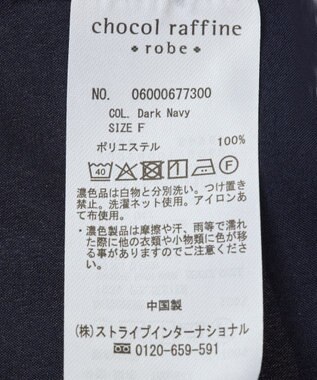 chocol raffine
robe
NO. 06000677300
COL. Dark Navy
SIZE F
ポリエステル 100%
40 F
濃色品は白物と分別洗い。つけ置き
禁止。洗濯ネット使用。アイロンあ
て布使用。
・濃色製品は摩擦や汗、雨等で濡れ
た際に他の衣類や小物類に色が移
る事がありますのでご注意くださ
い。
中国製
(株)ストライプインターナショナル
0120-659-591